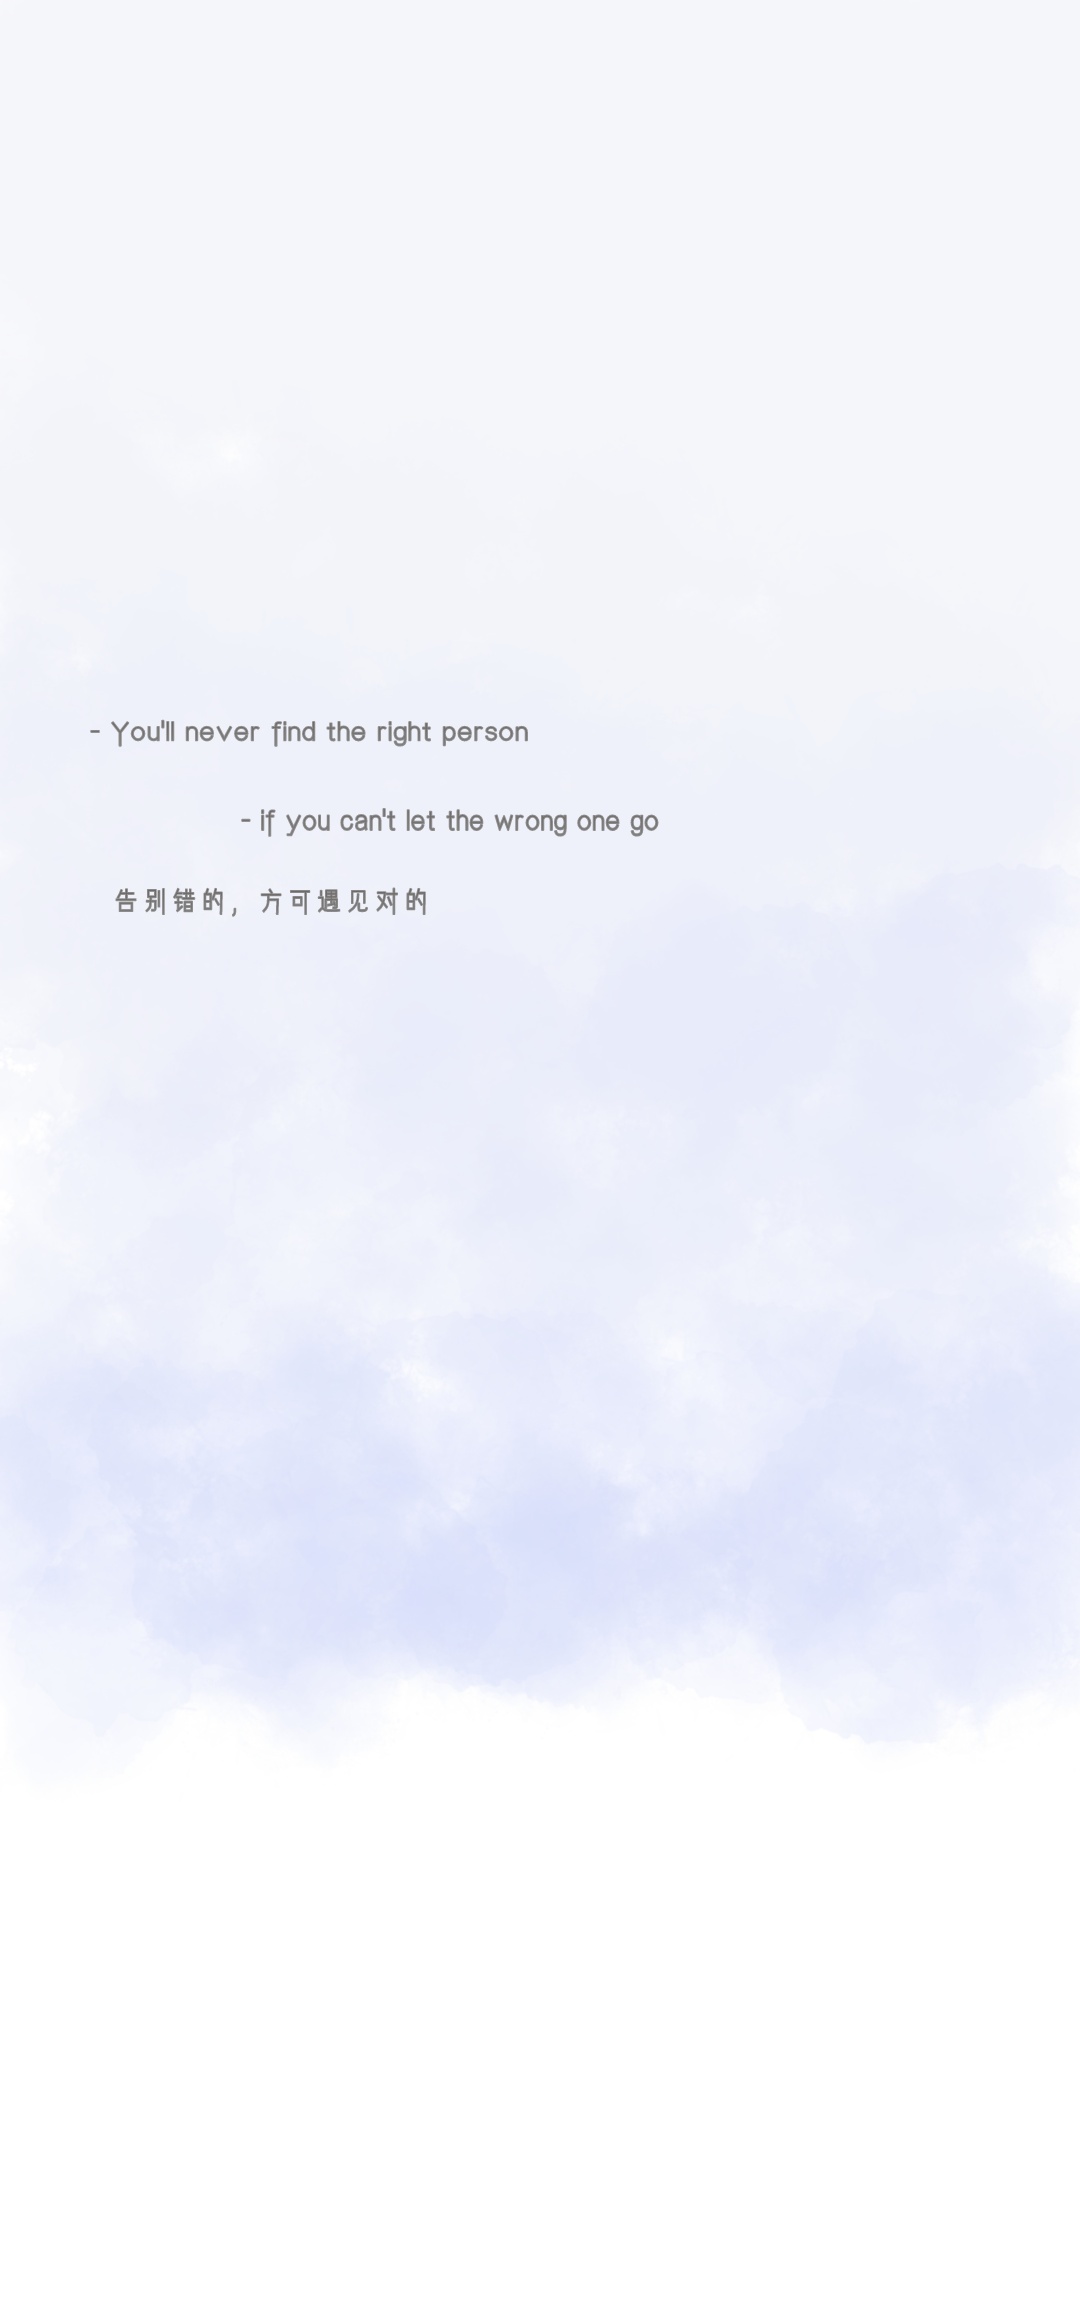 - You'll never find the right person
- if you can't let the wrong one go
告别错的，方可遇见对的